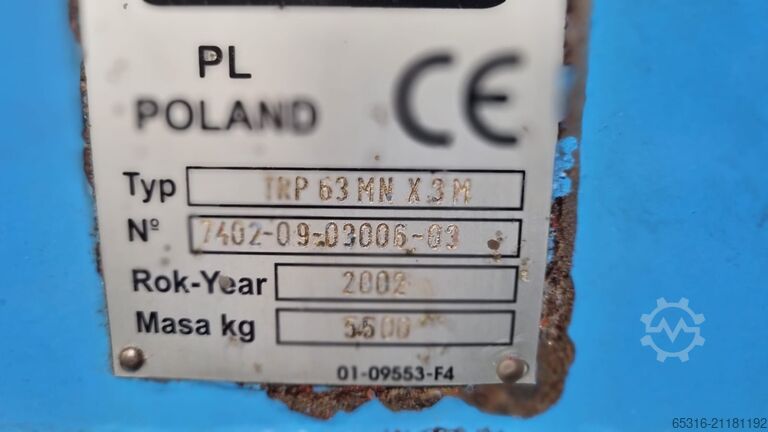 PL
POLAND CE
Typ TRP 63 MN X 3 M
Nº 7402-09-03006-03
Rok-Year 2002
Masa kg 5500
01-09553-F4
65316-21181192